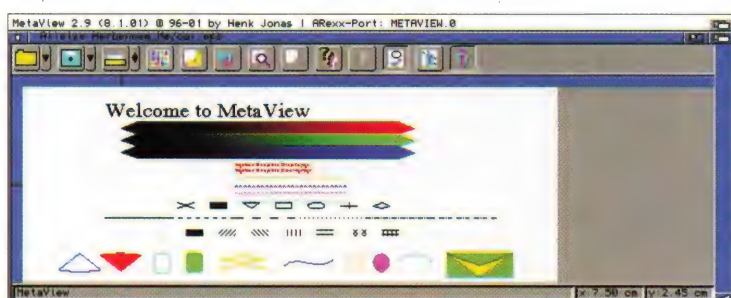 MetaView 2.9 (8.1.01) © 96-01 by Henk Jonas | ARexx-Port: METAVIEW.0
Welcome to MetaView
MetaView
x: 7.50 cm y: 2.45 cm